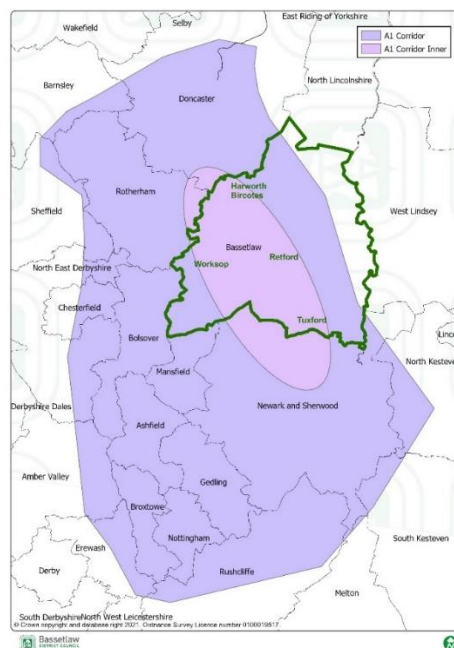 Selby
East Riding of Yorkshire
Wakefield
A1 Corridor
A1 Corridor Inner
Barnsley
North Lincolnshire
Doncaster
Rotherham
Harworth
Bircotes
Sheffield
West Lindsey
Bassetlaw
North East Derbyshire
Worksop
Retford
Chesterfield
Bolsover
Tuxford
Linc
North Kesteven
Mansfield
Derbyshire Dales
Newark and Sherwood
Ashfield
Amber Valley
Gedling
Broxtowe
Nottingham
South Kesteven
Erewash
Derby
Rushcliffe
Melton
South Derbyshire
North West Leicestershire
© Crown copyright and database right 2021. Ordnance Survey Licence number 0100019517
Bassetlaw
DISTRICT COUNCIL